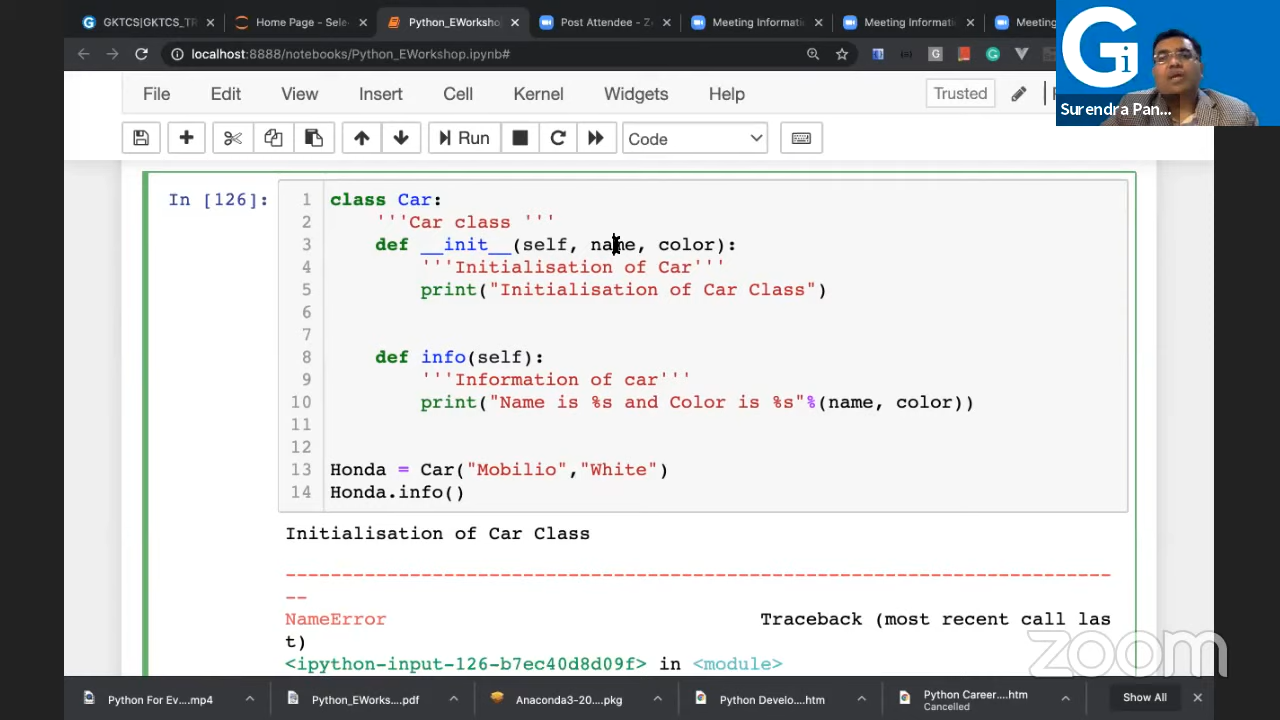 GKTCS|GKTCS_TR
Home Page - Sele
Python_EWorksho
Post Attendee - Z
Meeting Informati
Meeting Informati
Meeting
localhost:8888/notebooks/Python_EWorkshop.ipynb#
Gi
Surendra Pan...
File Edit View Insert Cell Kernel Widgets Help
Trusted
Run
Code
In [126]:
1 class Car:
2 '''Car class '''
3 def __init__(self, name, color):
4 '''Initialisation of Car'''
5 print("Initialisation of Car Class")
6
7
8 def info(self):
9 '''Information of car'''
10 print("Name is %s and Color is %s"%(name, color))
11
12
13 Honda = Car("Mobilio","White")
14 Honda.info()
Initialisation of Car Class
---------------------------------------------------------------------------
NameError Traceback (most recent call las
t)
<ipython-input-126-b7ec40d8d09f> in <module>
zoom
Python For Ev....mp4
Python_EWorks....pdf
Anaconda3-20....pkg
Python Develo....htm
Python Career....htm
Cancelled
Show All